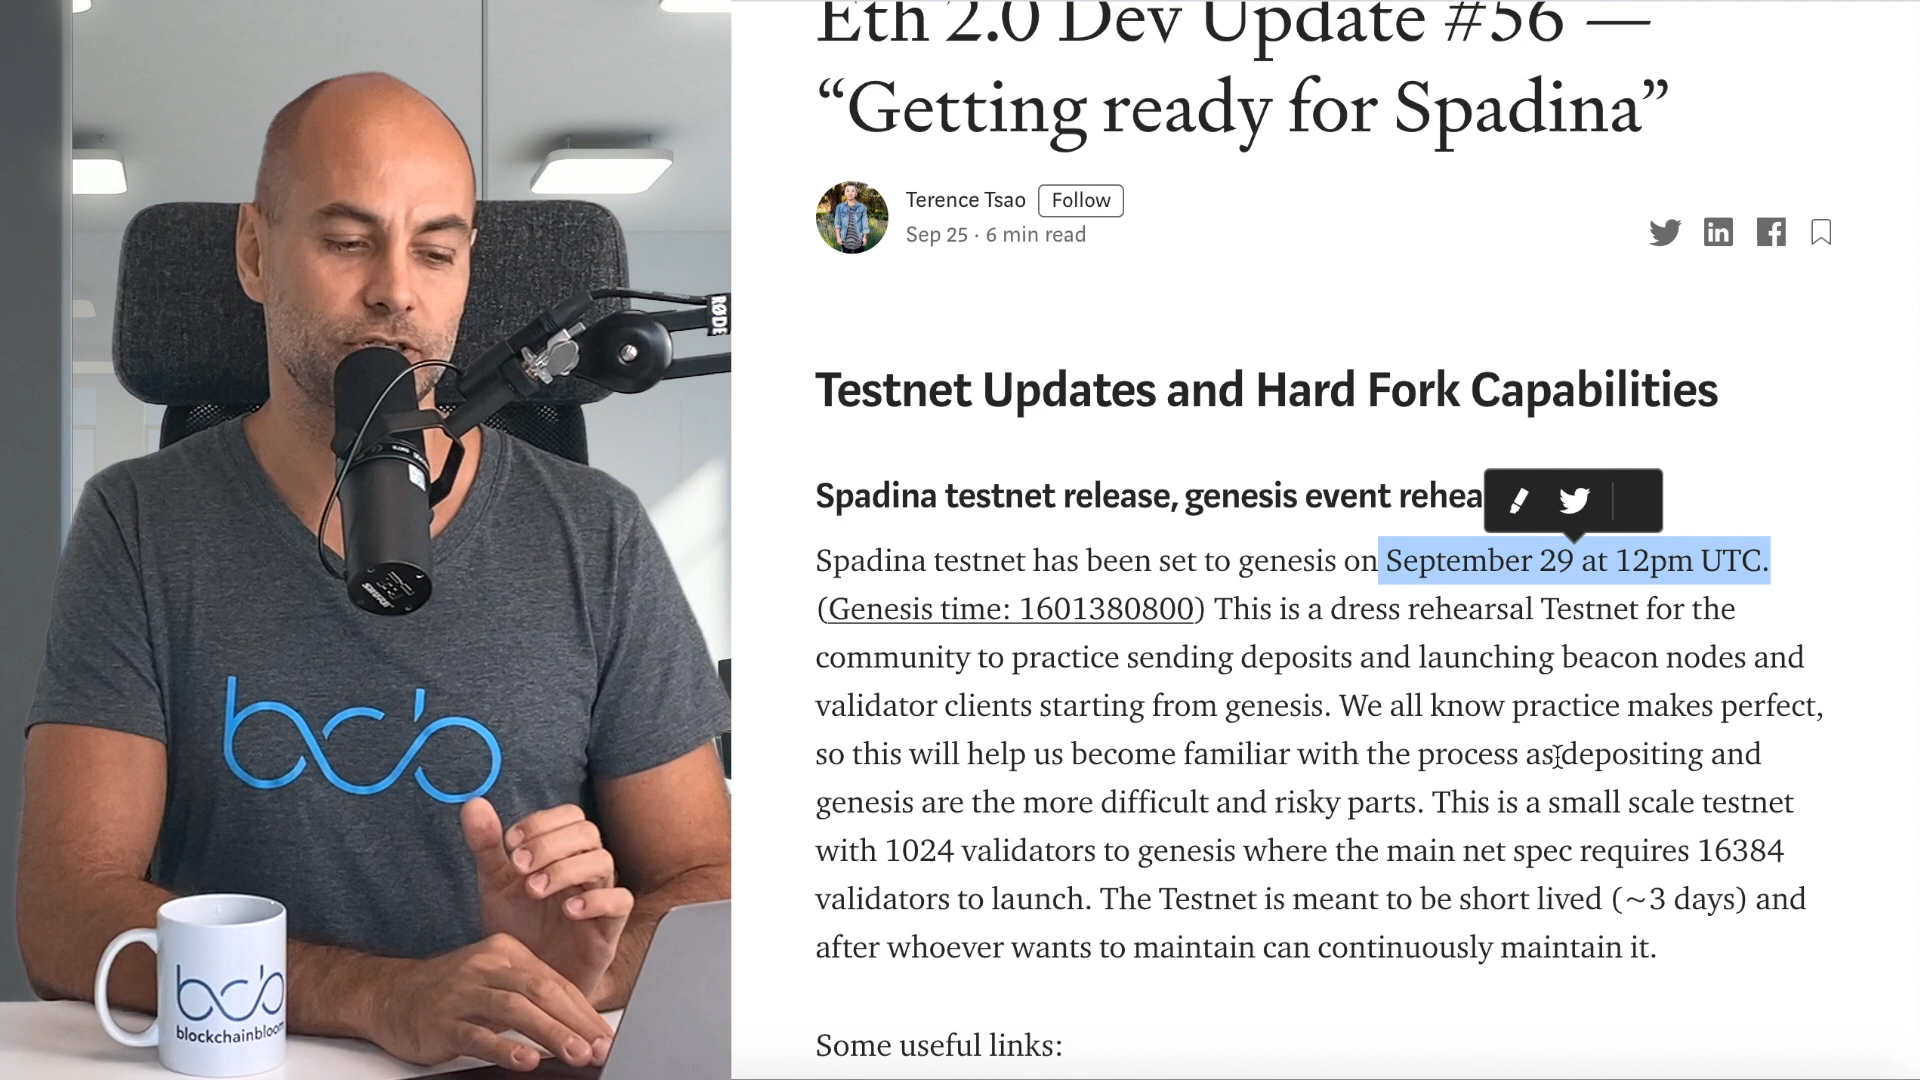 Eth 2.0 Dev Update #56 —
“Getting ready for Spadina”
Terence Tsao Follow
Sep 25 · 6 min read
Testnet Updates and Hard Fork Capabilities
Spadina testnet release, genesis event rehea
Spadina testnet has been set to genesis on September 29 at 12pm UTC.
(Genesis time: 1601380800) This is a dress rehearsal Testnet for the
community to practice sending deposits and launching beacon nodes and
validator clients starting from genesis. We all know practice makes perfect,
so this will help us become familiar with the process as depositing and
genesis are the more difficult and risky parts. This is a small scale testnet
with 1024 validators to genesis where the main net spec requires 16384
validators to launch. The Testnet is meant to be short lived (~3 days) and
after whoever wants to maintain can continuously maintain it.
Some useful links:
RØDE
SHURE
bcb
bcb
blockchainbloom